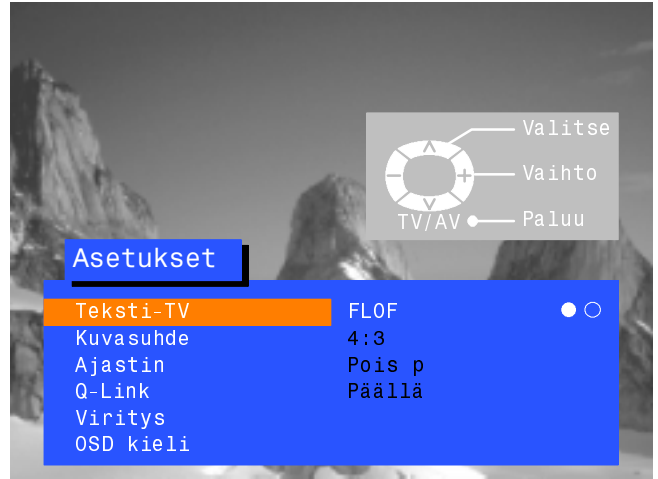 Valitse
Vaihto
TV/AV Paluu
Asetukset
Teksti-TV FLOF
Kuvasuhde 4:3
Ajastin Pois p
Q-Link Päällä
Viritys
OSD kieli